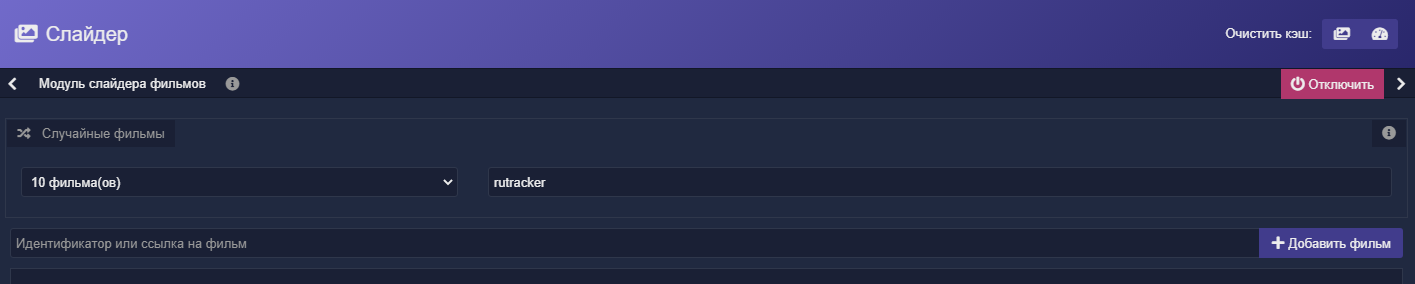 Слайдер
Очистить кэш:
Модуль слайдера фильмов
Отключить
Случайные фильмы
10 фильма(ов)
rutracker
Идентификатор или ссылка на фильм
Добавить фильм